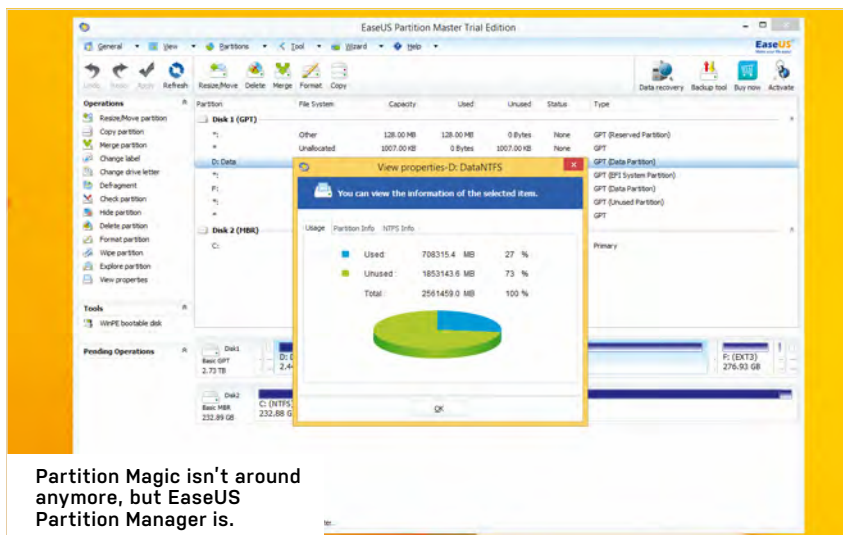 EaseUS Partition Master Trial Edition
General View Partitions Tool Wizard Help
EaseUS
Undo Redo Apply Refresh Resize/Move Delete Merge Format Copy Data recovery Backup tool Buy now Activate
Operations
Resize/Move partition
Copy partition
Merge partition
Change label
Change drive letter
Defragment
Check partition
Hide partition
Delete partition
Format partition
Wipe partition
Explore partition
View properties
Tools
WinPE bootable disk
Pending Operations
Partition File System Capacity Used Unused Status Type
Disk 1 (GPT)
*: Other 128.00 MB 128.00 MB 0 Bytes None GPT (Reserved Partition)
* Unallocated 1007.00 KB 0 Bytes 1007.00 KB None GPT
D: Data GPT (Data Partition)
*: GPT (EFI System Partition)
F: GPT (Data Partition)
*: GPT (Unused Partition)
* GPT
Disk 2 (MBR)
C: Primary
View properties-D: DataNTFS
You can view the information of the selected item.
Usage Partition Info NTFS Info
Used: 708315.4 MB 27 %
Unused: 1853143.6 MB 73 %
Total: 2561459.0 MB 100 %
OK
Disk1
Basic GPT
2.73 TB
D: D
2.4
F: (EXT3)
276.93 GB
Disk2
Basic MBR
232.89 GB
C: (NTFS
232.88 G
Partition Magic isn't around
anymore, but EaseUS
Partition Manager is.